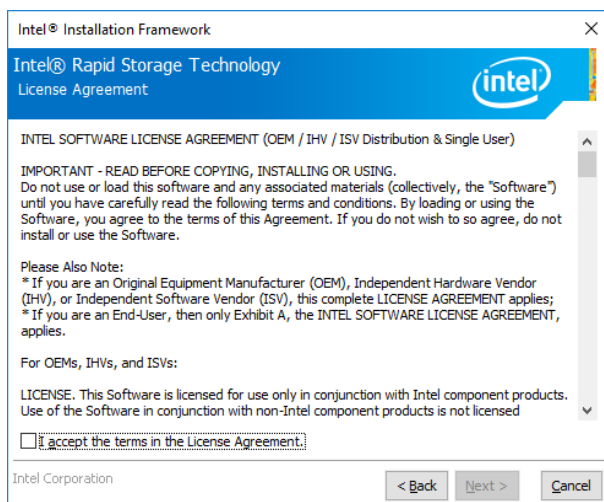 Intel® Installation Framework
Intel® Rapid Storage Technology
License Agreement
intel
INTEL SOFTWARE LICENSE AGREEMENT (OEM / IHV / ISV Distribution & Single User)
IMPORTANT - READ BEFORE COPYING, INSTALLING OR USING.
Do not use or load this software and any associated materials (collectively, the "Software")
until you have carefully read the following terms and conditions. By loading or using the
Software, you agree to the terms of this Agreement. If you do not wish to so agree, do not
install or use the Software.
Please Also Note:
* If you are an Original Equipment Manufacturer (OEM), Independent Hardware Vendor
(IHV), or Independent Software Vendor (ISV), this complete LICENSE AGREEMENT applies;
* If you are an End-User, then only Exhibit A, the INTEL SOFTWARE LICENSE AGREEMENT,
applies.
For OEMs, IHVs, and ISVs:
LICENSE. This Software is licensed for use only in conjunction with Intel component products.
Use of the Software in conjunction with non-Intel component products is not licensed
I accept the terms in the License Agreement.
Intel Corporation
< Back
Next >
Cancel